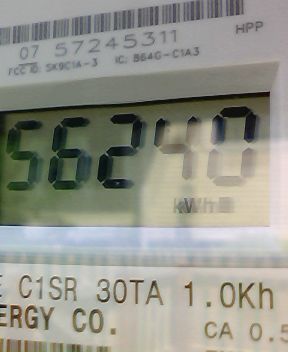 07 57245311
HPP
FCC ID: SK9C1A-3 IC: 864G-C1A3
56240
kWh
E C1SR 30TA 1.0Kh
ERGY CO.
CA 0.5